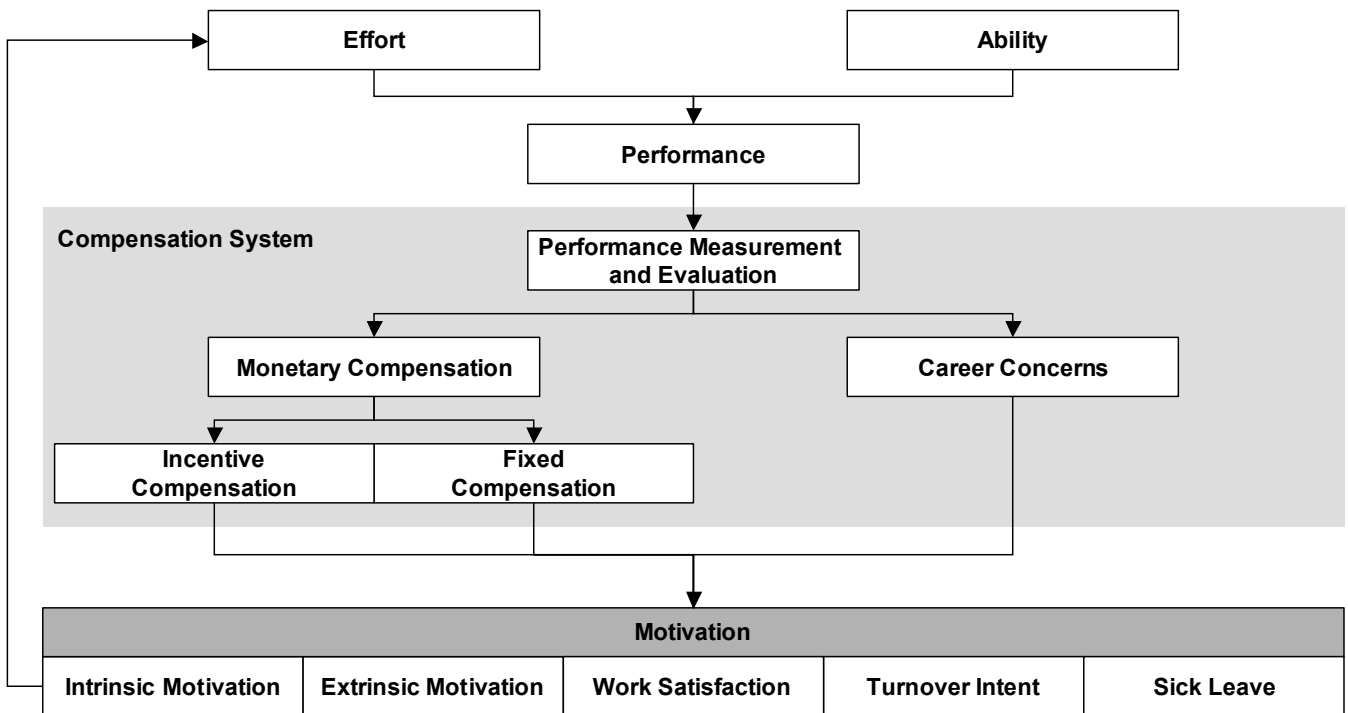 Effort
Ability
Performance
Compensation System
Performance Measurement
and Evaluation
Monetary Compensation
Career Concerns
Incentive
Compensation
Fixed
Compensation
Motivation
Intrinsic Motivation
Extrinsic Motivation
Work Satisfaction
Turnover Intent
Sick Leave